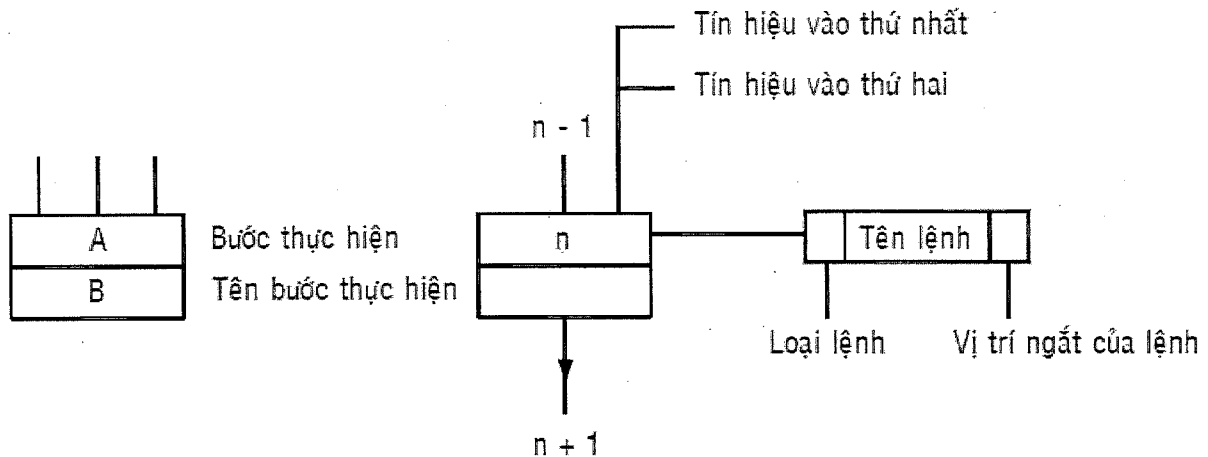 Tín hiệu vào thứ nhất
Tín hiệu vào thứ hai
n - 1
A
Bước thực hiện
n
Tên lệnh
B
Tên bước thực hiện
Loại lệnh
Vị trí ngắt của lệnh
n + 1